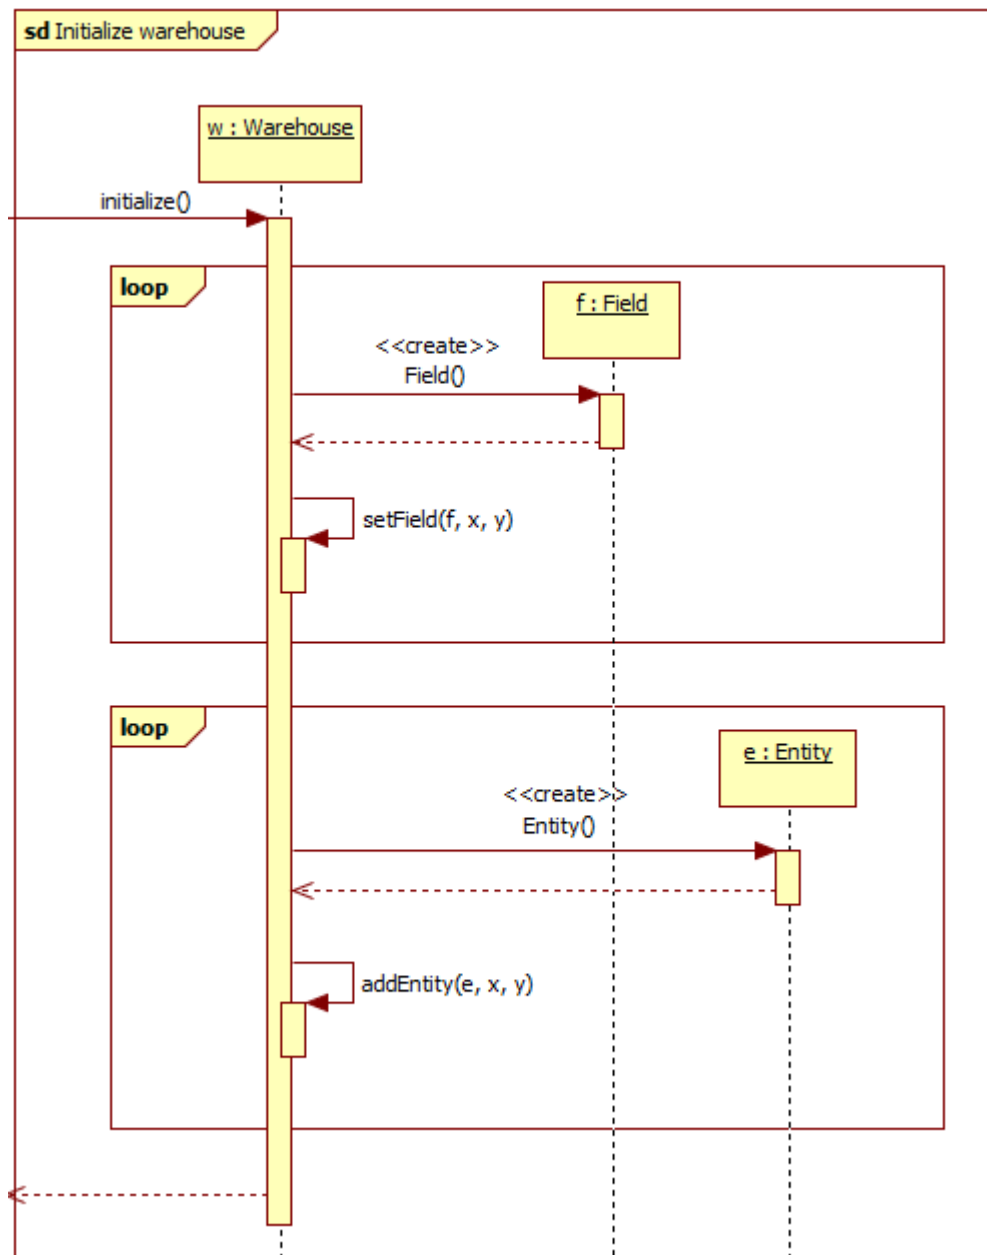 sd Initialize warehouse
w : Warehouse
initialize()
loop
f : Field
<<create>>
Field()
setField(f, x, y)
loop
e : Entity
<<create>>
Entity()
addEntity(e, x, y)